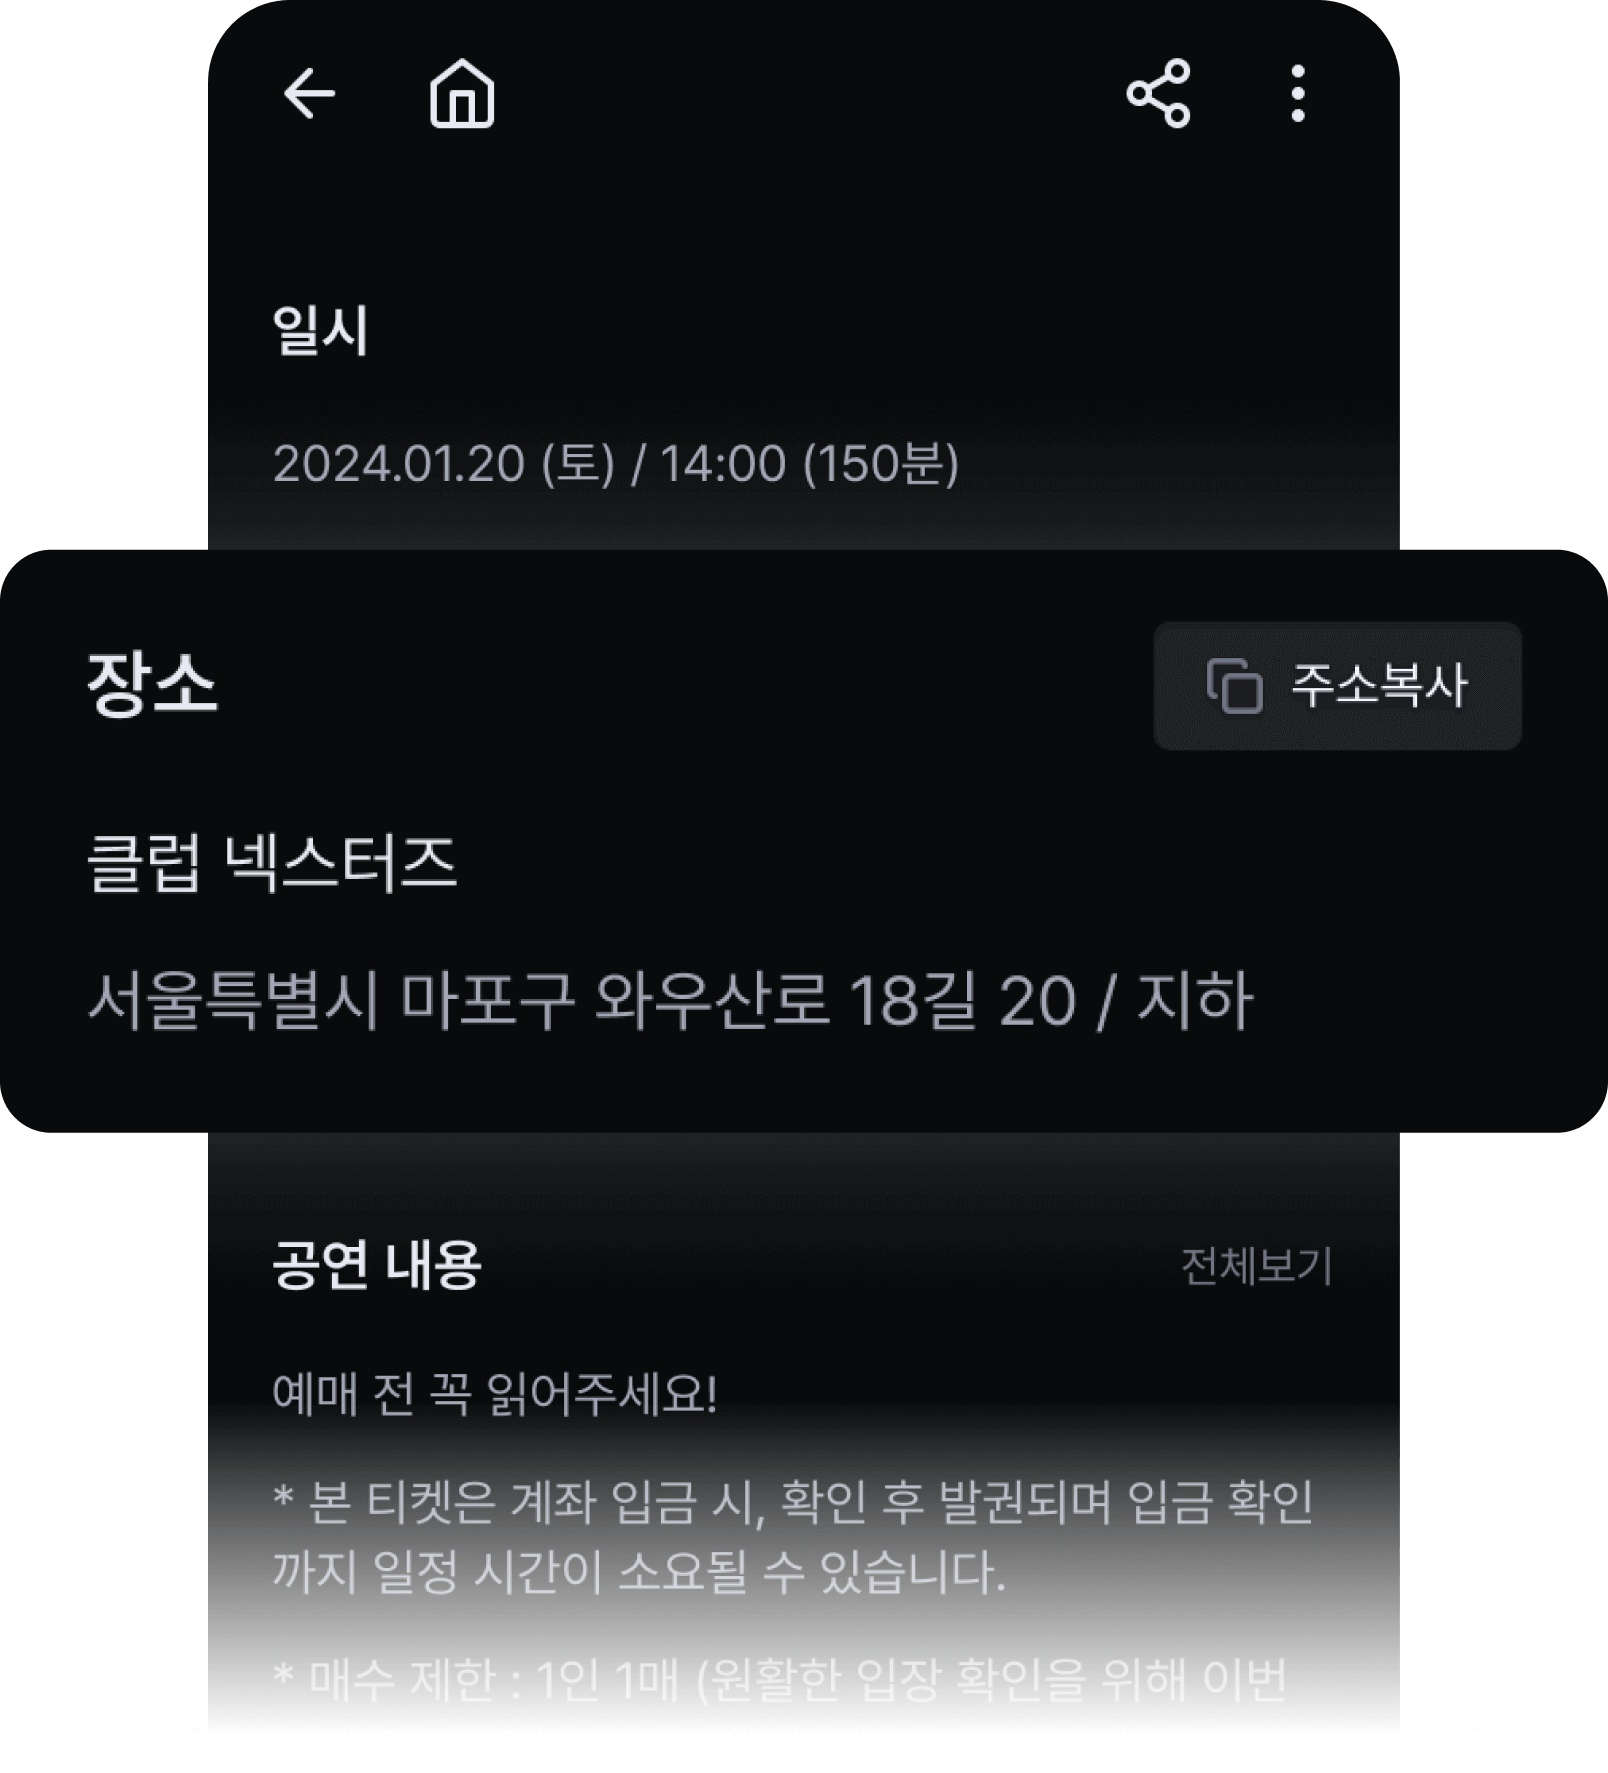 일시
2024.01.20 (토) / 14:00 (150분)
장소
주소복사
클럽 넥스터즈
서울특별시 마포구 와우산로 18길 20 / 지하
공연 내용
전체보기
예매 전 꼭 읽어주세요!
* 본 티켓은 계좌 입금 시, 확인 후 발권되며 입금 확인
까지 일정 시간이 소요될 수 있습니다.
* 매수 제한 : 1인 1매 (원활한 입장 확인을 위해 이번